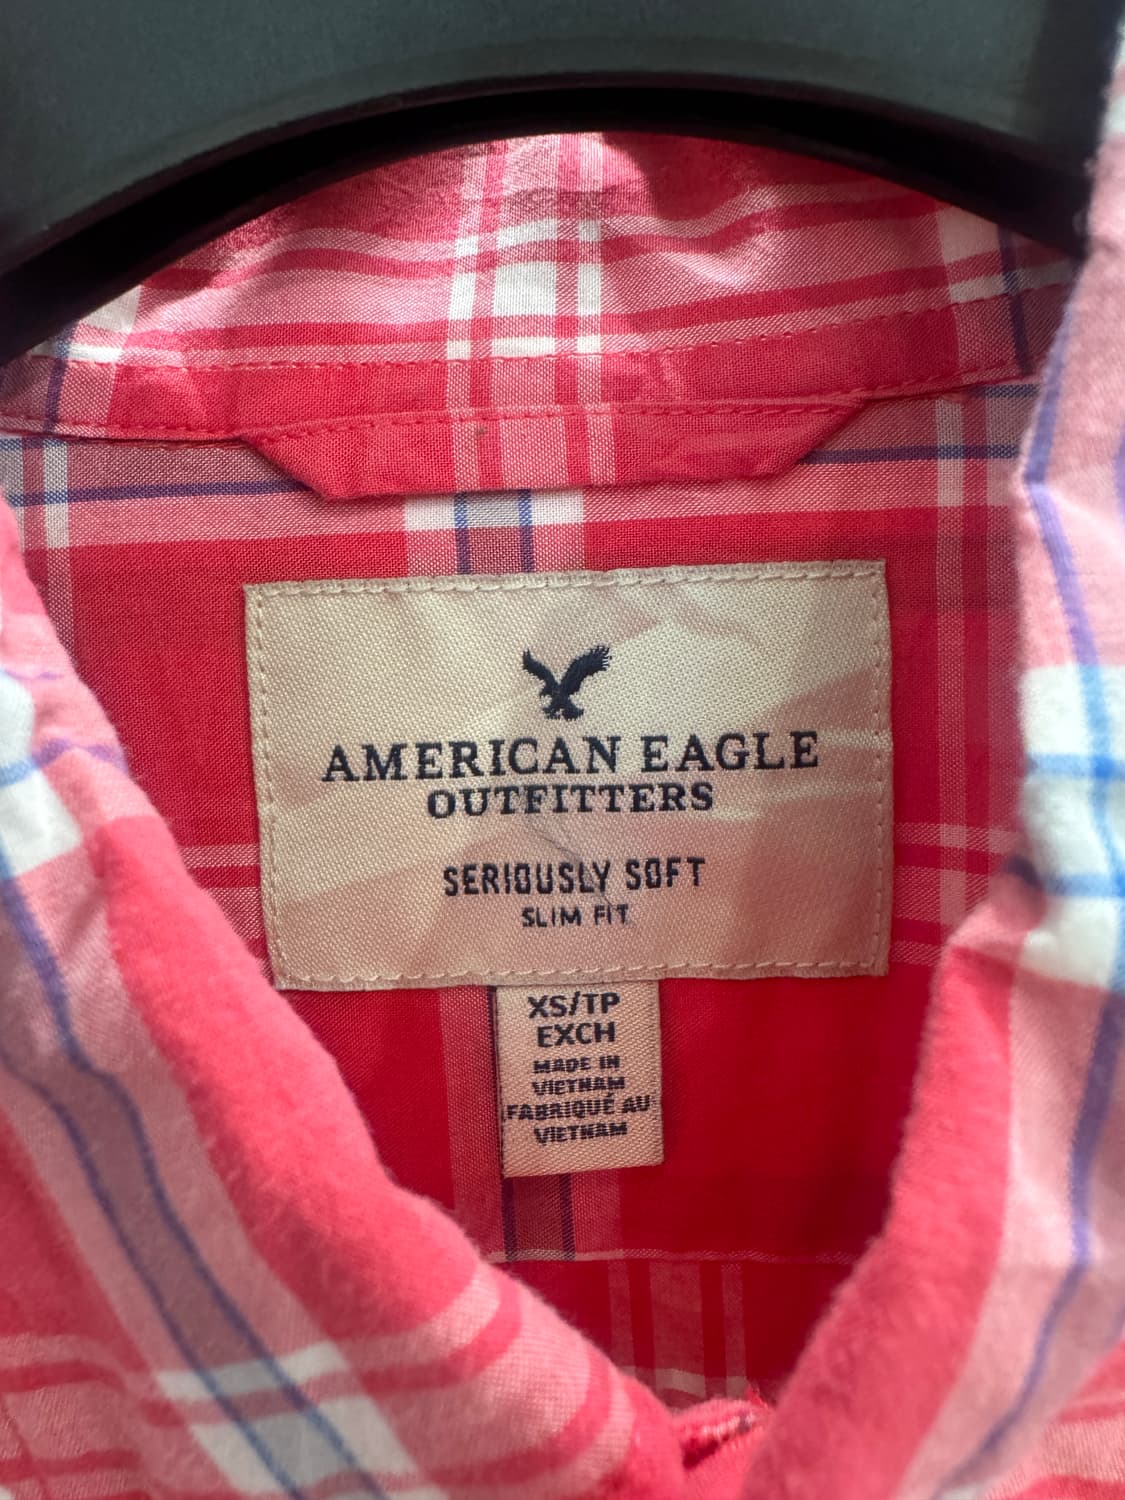 AMERICAN EAGLE
OUTFITTERS
SERIOUSLY SOFT
SLIM FIT
XS/TP
EXCH
MADE IN
VIETNAM
FABRIQUÉ AU
VIETNAM